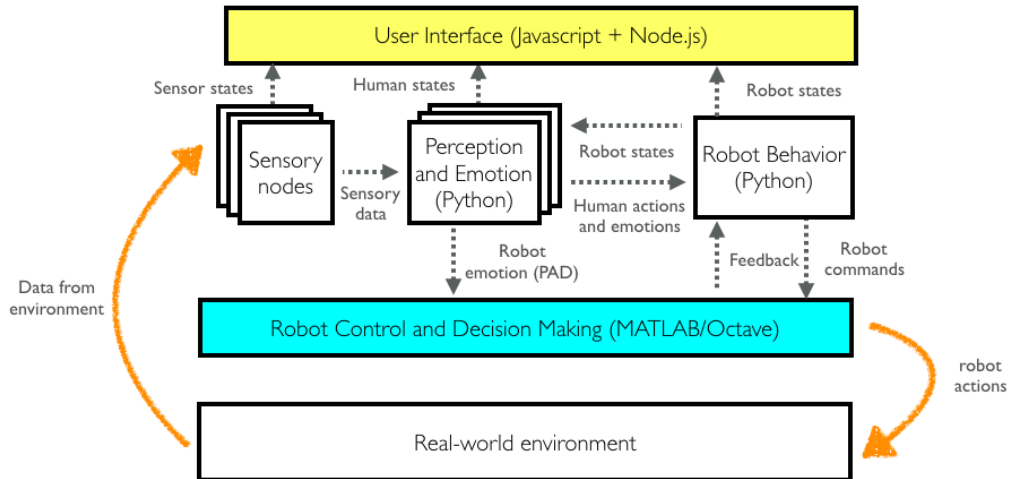 User Interface (Javascript + Node.js)
Sensor states
Human states
Robot states
Sensory
nodes
Sensory
data
Perception
and Emotion
(Python)
Robot states
Human actions
and emotions
Robot Behavior
(Python)
Robot
emotion (PAD)
Feedback
Robot
commands
Data from
environment
Robot Control and Decision Making (MATLAB/Octave)
robot
actions
Real-world environment